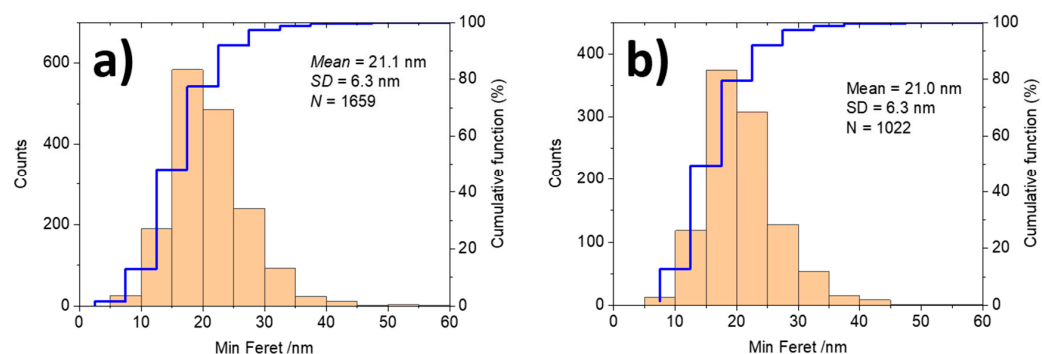 a)
Mean = 21.1 nm
SD = 6.3 nm
N = 1659
Counts
0
200
400
600
0
10
20
30
40
50
60
Min Feret /nm
0
20
40
60
80
100
Cumulative function (%)
b)
Mean = 21.0 nm
SD = 6.3 nm
N = 1022
Counts
0
100
200
300
400
0
10
20
30
40
50
60
Min Feret /nm
0
20
40
60
80
100
Cumulative function (%)